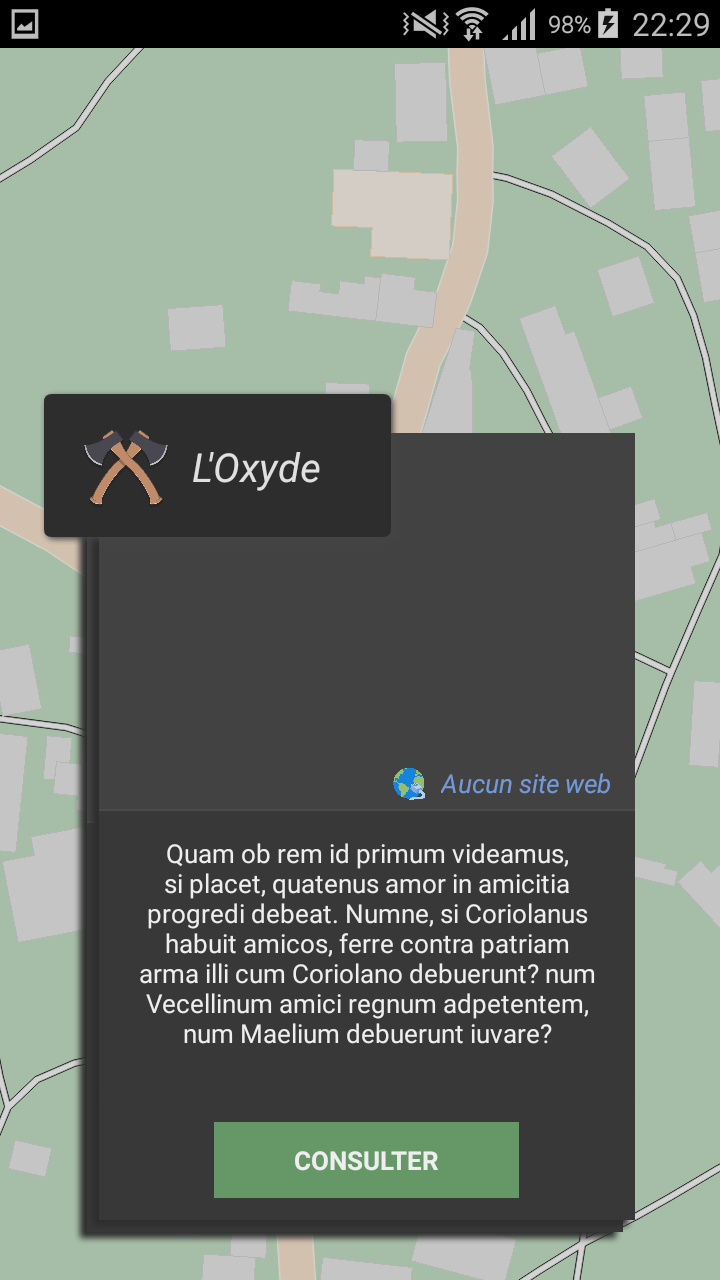 98% 22:29
L'Oxyde
Aucun site web
Quam ob rem id primum videamus,
si placet, quatenus amor in amicitia
progredi debeat. Numne, si Coriolanus
habuit amicos, ferre contra patriam
arma illi cum Coriolano debuerunt? num
Vecellinum amici regnum adpetentem,
num Maelium debuerunt iuvare?
CONSULTER